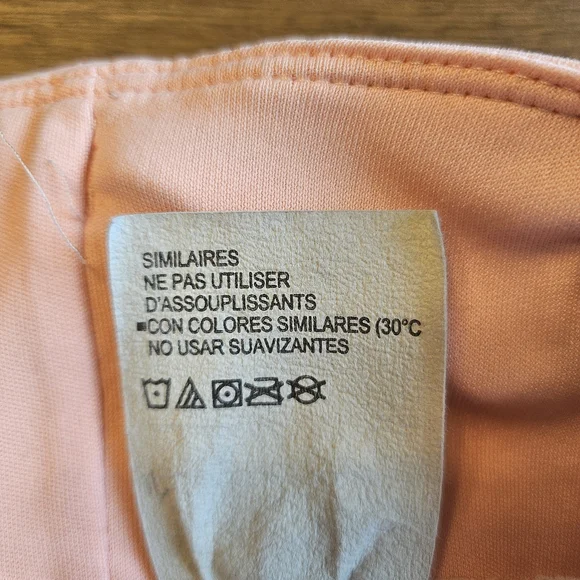 SIMILAIRES
NE PAS UTILISER
D'ASSOUPLISSANTS
▪CON COLORES SIMILARES (30°C
NO USAR SUAVIZANTES